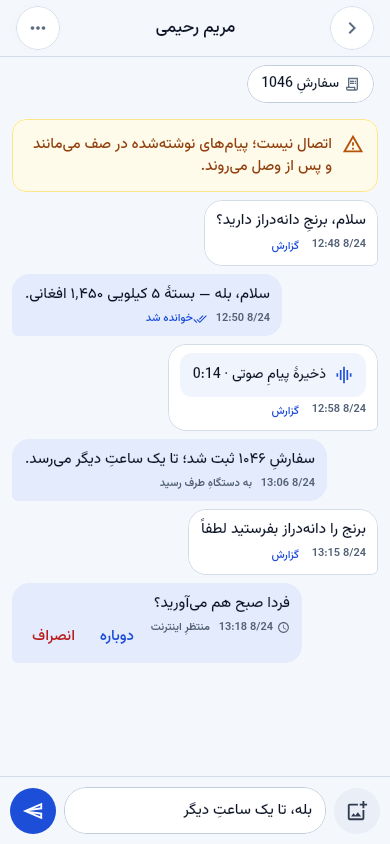 مریم رحیمی
سفارشِ 1046
اتصال نیست؛ پیام‌های نوشته‌شده در صف می‌مانند
و پس از وصل می‌روند.
سلام، برنجِ دانه‌دراز دارید؟
8/24 12:48 گزارش
سلام، بله — بستهٔ ۵ کیلویی ۱,۴۵۰ افغانی.
8/24 12:50 خوانده شد
ذخیرهٔ پیامِ صوتی · 0:14
8/24 12:58 گزارش
سفارشِ ۱۰۴۶ ثبت شد؛ تا یک ساعتِ دیگر می‌رسد.
8/24 13:06 به دستگاهِ طرف رسید
برنج را دانه‌دراز بفرستید لطفاً
8/24 13:15 گزارش
فردا صبح هم می‌آورید؟
8/24 13:18 منتظرِ اینترنت دوباره انصراف
بله، تا یک ساعتِ دیگر